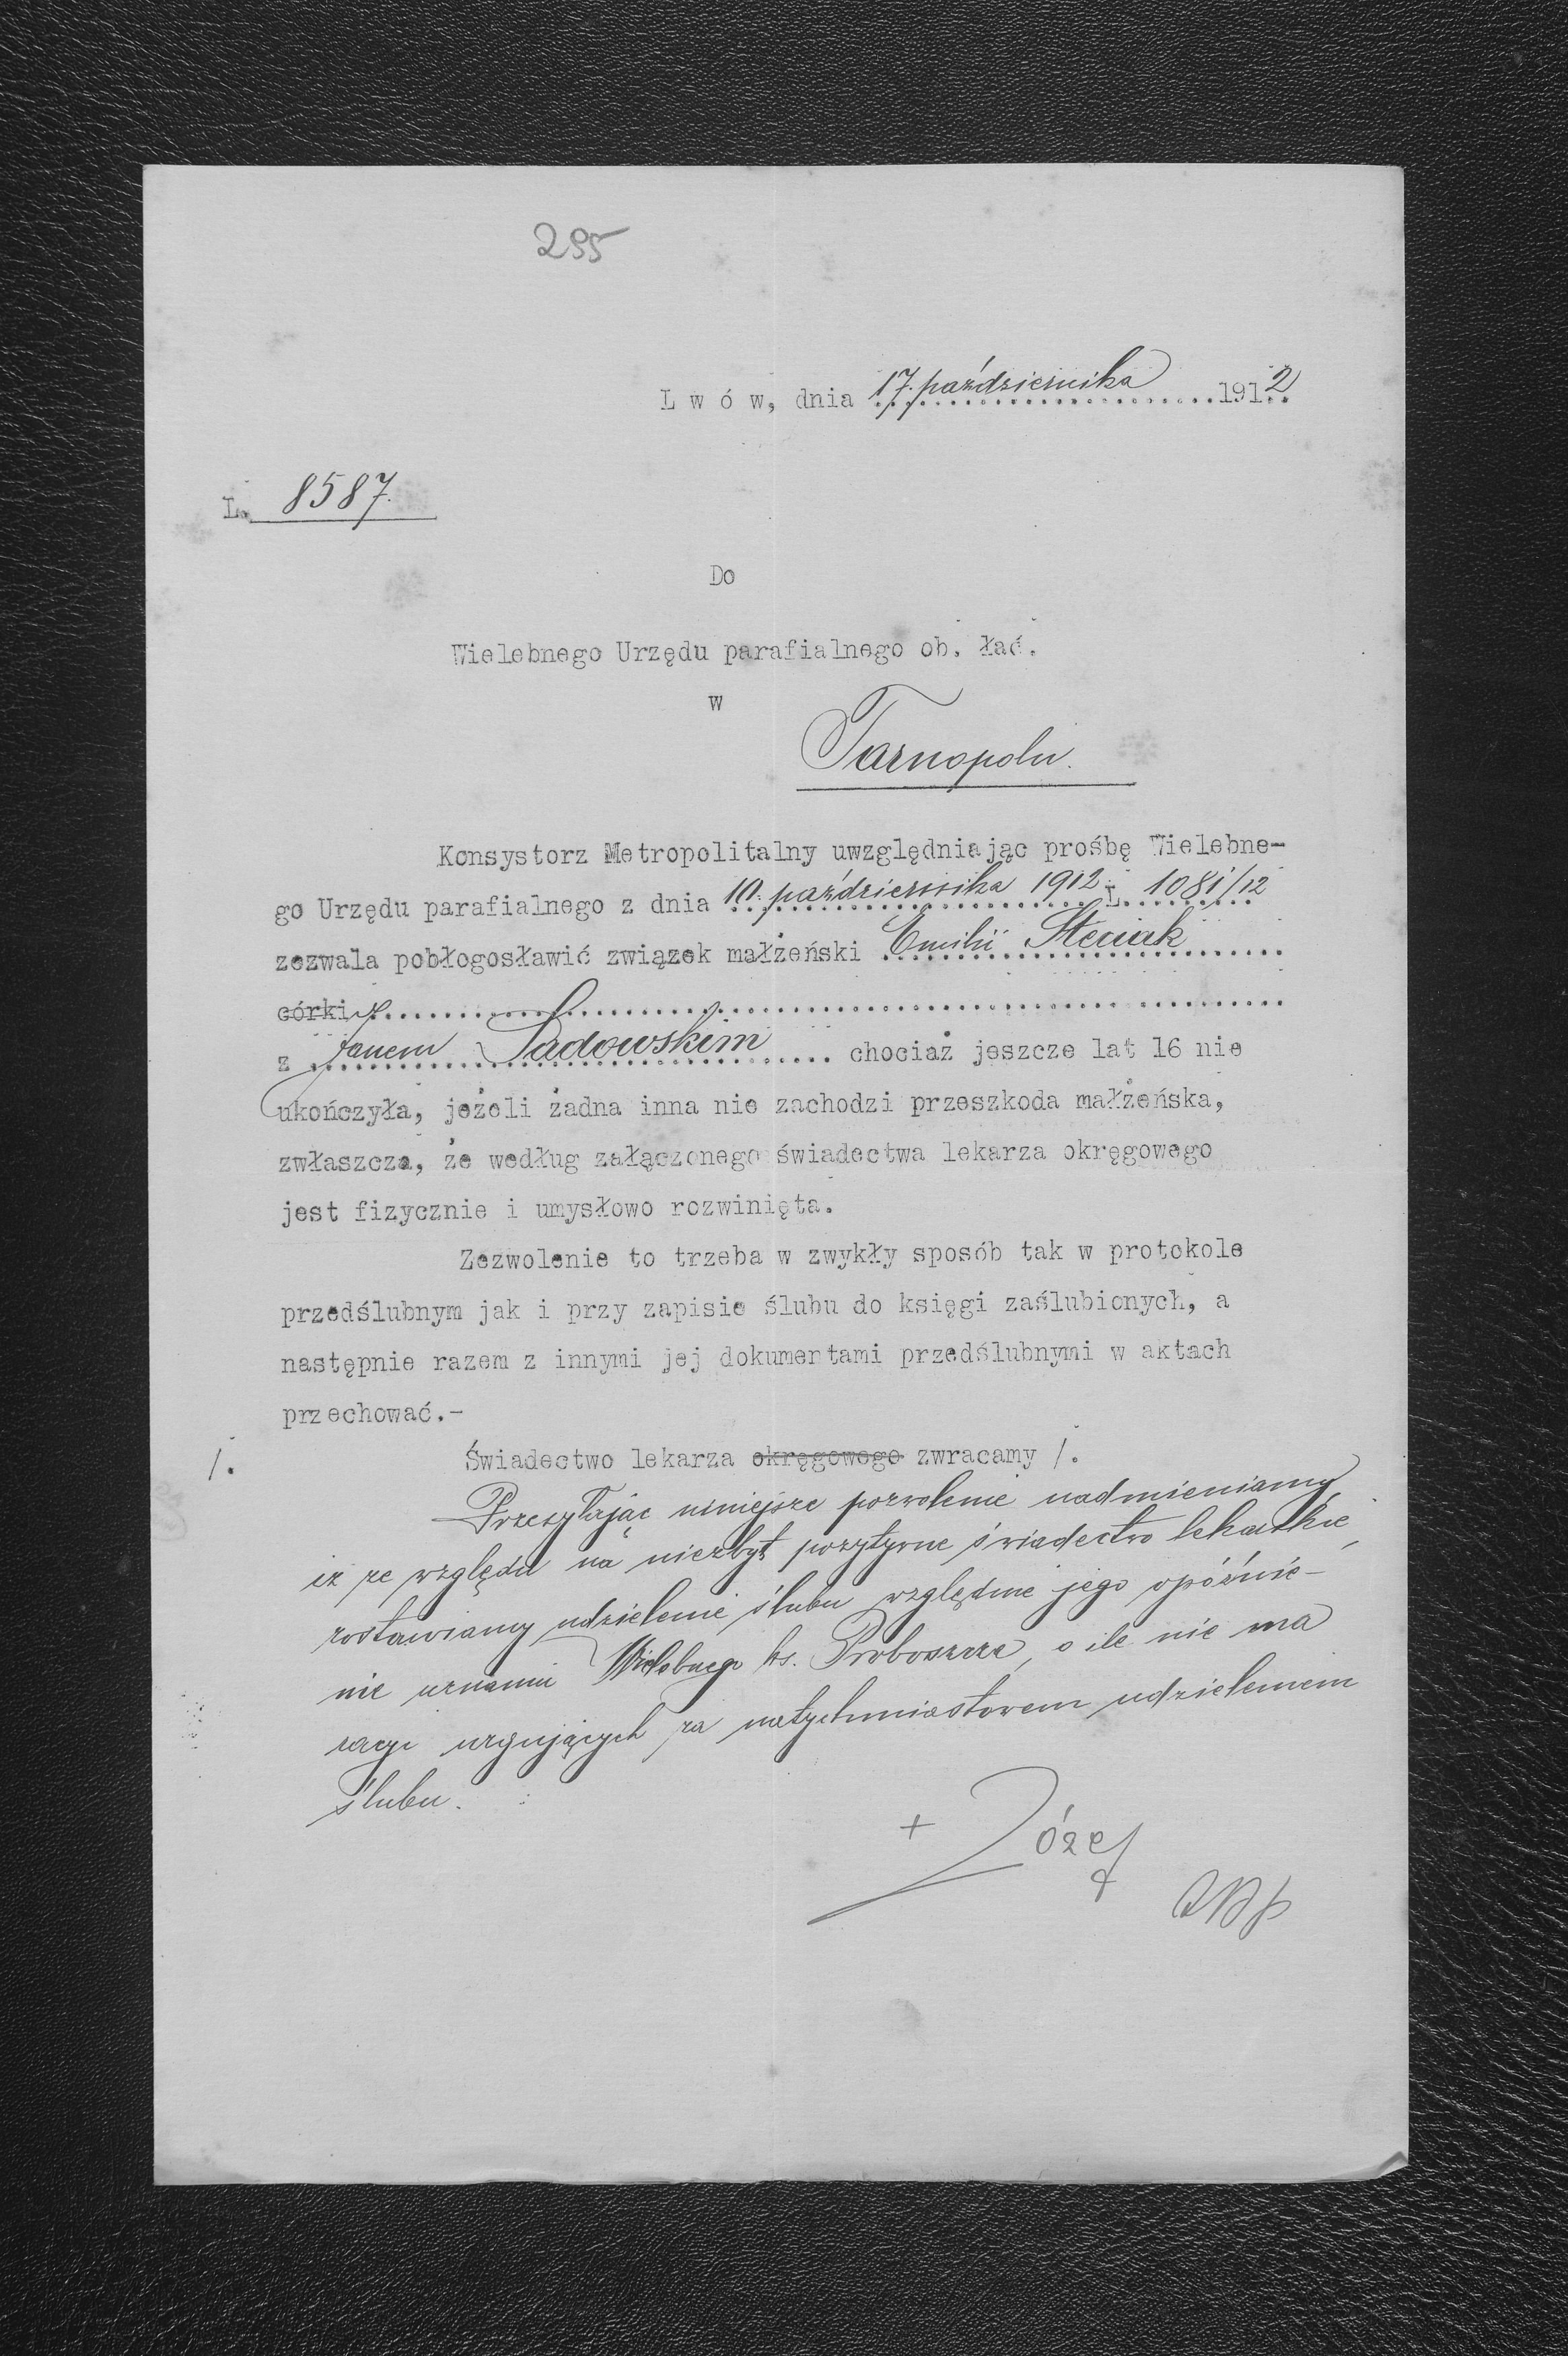 295
L w ó w, dnia 17. października 1912
L. 8587.
Do
Wielebnego Urzędu parafialnego ob. łać.
w
Tarnopolu.
Konsystorz Metropolitalny uwzględniając prośbę Wielebne-
go Urzędu parafialnego z dnia 10. października 1912 L. 1081/12
zezwala pobłogosławić związek małżeński Emilii Steciak
córki
z Janem Sadowskim chociaż jeszcze lat 16 nie
ukończyła, jeżeli żadna inna nie zachodzi przeszkoda małżeńska,
zwłaszcza, że według załączonego świadectwa lekarza okręgowego
jest fizycznie i umysłowo rozwinięta.
Zezwolenie to trzeba w zwykły sposób tak w protokole
przedślubnym jak i przy zapisie ślubu do księgi zaślubionych, a
następnie razem z innymi jej dokumentami przedślubnymi w aktach
przechować.-
/. Świadectwo lekarza okręgowego zwracamy /.
Przesyłając niniejsze pozwolenie nadmieniamy,
iż ze względu na niezbyt pozytywne świadectwo lekarskie,
zostawiamy udzielenie ślubu względnie jego opóźnie-
nie uznaniu Wielebnego ks. Proboszcza, o ile nie ma
racyi urgujących za natychmiastowem udzieleniem
ślubu.
+ Józef